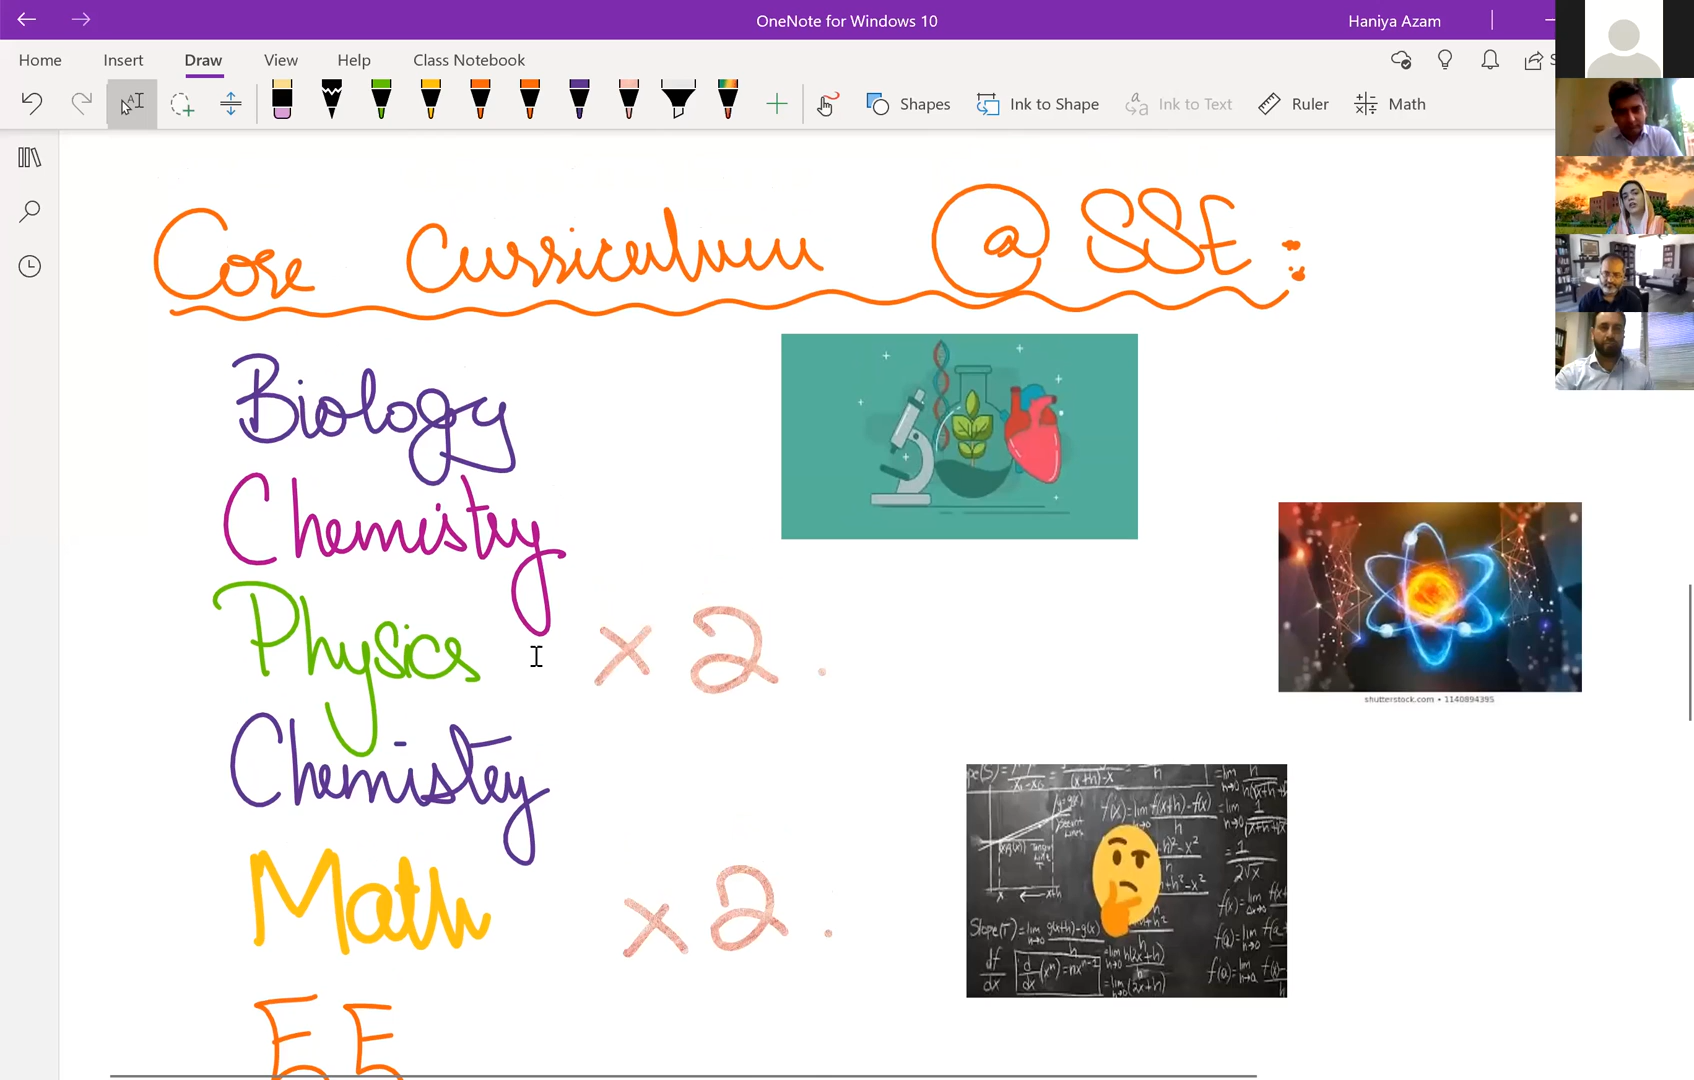 OneNote for Windows 10
Haniya Azam
Home Insert Draw View Help Class Notebook
Shapes Ink to Shape Ink to Text Ruler Math
Core Curriculum @ SSE :
Biology
Chemistry
Physics × 2 .
Chemistry
Math × 2 .
EE
shutterstock.com • 1140894395